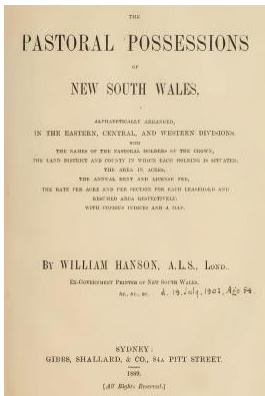 THE
PASTORAL POSSESSIONS
OF
NEW SOUTH WALES,
ALPHABETICALLY ARRANGED,
IN THE EASTERN, CENTRAL, AND WESTERN DIVISIONS.
WITH
THE NAMES OF THE PASTORAL HOLDERS OF THE CROWN,
THE LAND DISTRICT AND COUNTY IN WHICH EACH HOLDING IS SITUATED;
THE AREA IN ACRES,
THE ANNUAL RENT AND LICENSE FEE,
THE RATE PER ACRE AND PER SECTION FOR EACH LEASEHOLD AND
RESUMED AREA RESPECTIVELY:
WITH COPIOUS INDICES AND A MAP.
BY WILLIAM HANSON, A.L.S., LOND.,
EX-GOVERNMENT PRINTER OF NEW SOUTH WALES,
&c., &c., &c. d. 19. July, Age 84
SYDNEY:
GIBBS, SHALLARD, & CO., 84A PITT STREET.
1889.
[All Rights Reserved.]